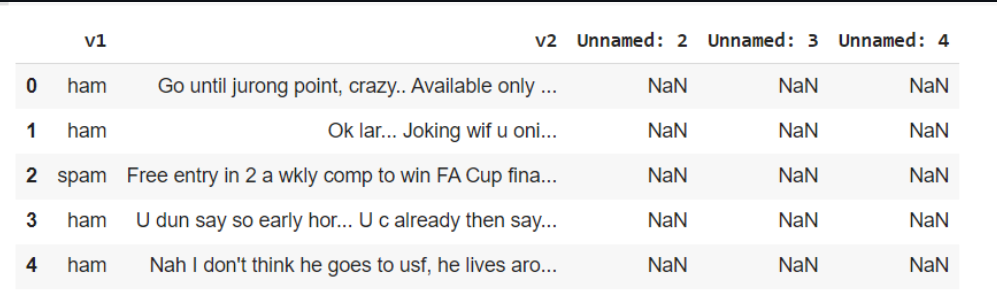 v1 v2 Unnamed: 2 Unnamed: 3 Unnamed: 4
0 ham Go until jurong point, crazy.. Available only ... NaN NaN NaN
1 ham Ok lar... Joking wif u oni... NaN NaN NaN
2 spam Free entry in 2 a wkly comp to win FA Cup fina... NaN NaN NaN
3 ham U dun say so early hor... U c already then say... NaN NaN NaN
4 ham Nah I don't think he goes to usf, he lives aro... NaN NaN NaN